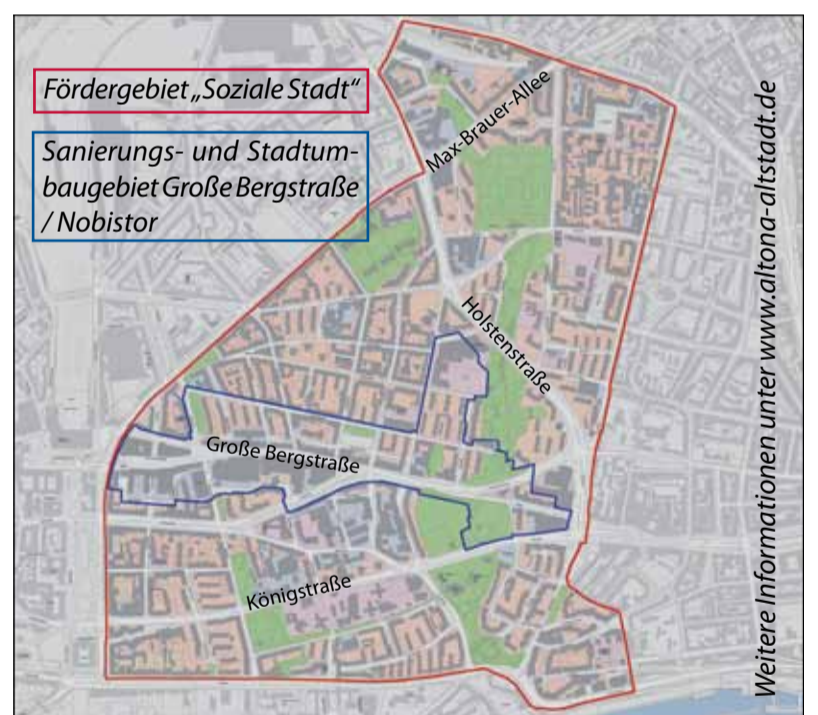 Fördergebiet „Soziale Stadt“
Sanierungs- und Stadtum-
baugebiet Große Bergstraße
/ Nobistor
Max-Brauer-Allee
Holstenstraße
Große Bergstraße
Königstraße
Weitere Informationen unter www.altona-altstadt.de